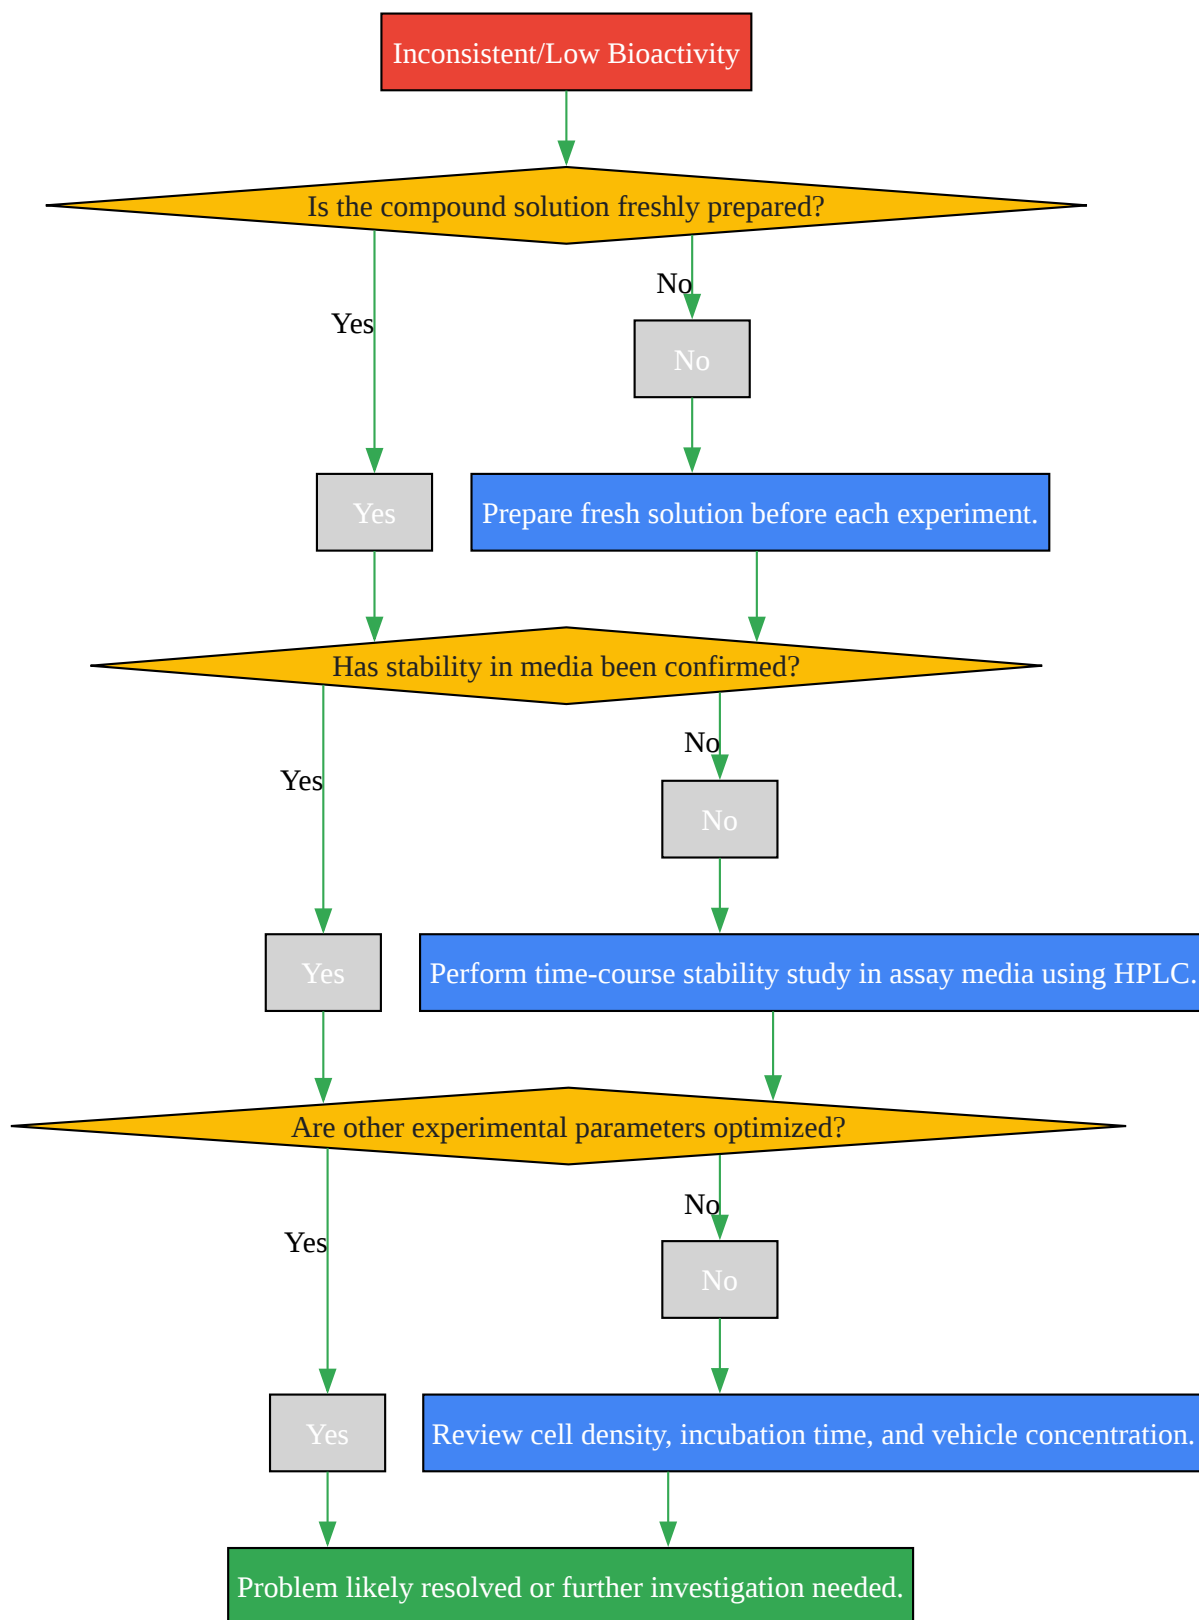 Inconsistent/Low Bioactivity
Is the compound solution freshly prepared?
No
Yes
No
Yes
Prepare fresh solution before each experiment.
Has stability in media been confirmed?
No
Yes
No
Yes
Perform time-course stability study in assay media using HPLC.
Are other experimental parameters optimized?
No
Yes
No
Yes
Review cell density, incubation time, and vehicle concentration.
Problem likely resolved or further investigation needed.